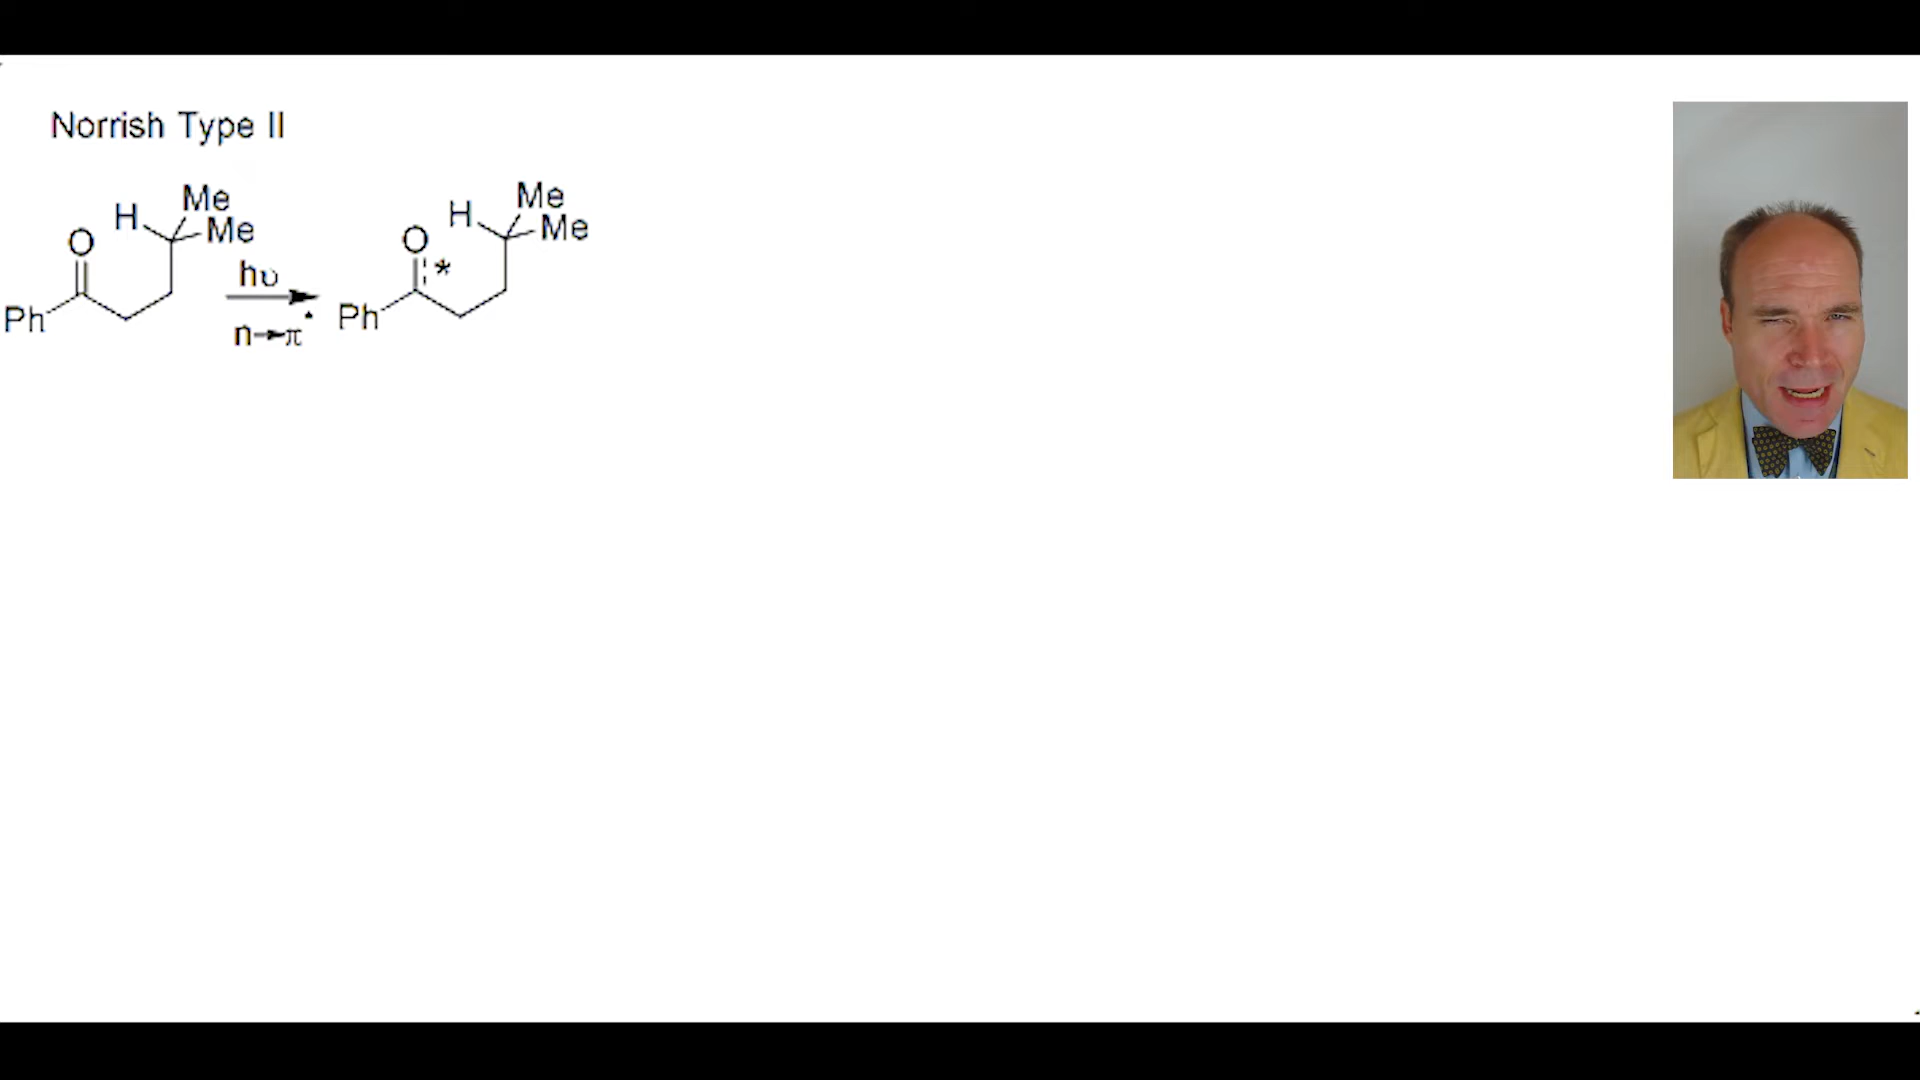 Norrish Type II
H Me
Me
O
Ph
hυ
n→π*
H Me
Me
O
*
Ph